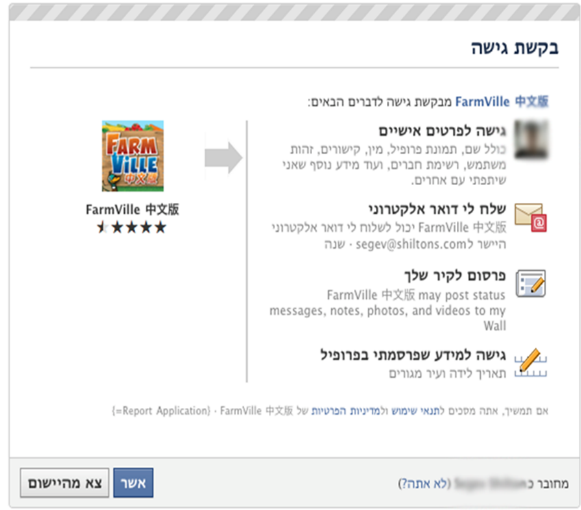 בקשת גישה
FarmVille 中文版 מבקשת גישה לדברים הבאים:
גישה לפרטים אישיים
כולל שם, תמונת פרופיל, מין, קישורים, זהות
משתמש, רשימת חברים, ועוד מידע נוסף שאני
שיתפתי עם אחרים.
FARM
VILLE
中文版
FarmVille 中文版
שלח לי דואר אלקטרוני
FarmVille 中文版 יכול לשלוח לי דואר אלקטרוני
היישר לsegev@shiltons.com · שנה
פרסום לקיר שלך
FarmVille 中文版 may post status
messages, notes, photos, and videos to my
Wall
גישה למידע שפרסמתי בפרופיל
תאריך לידה ועיר מגורים
אם תמשיך, אתה מסכים לתנאי שימוש ולמדיניות הפרטיות של FarmVille 中文版 · {Report Application=}
מחובר כ (לא אתה?)
אשר
צא מהיישום